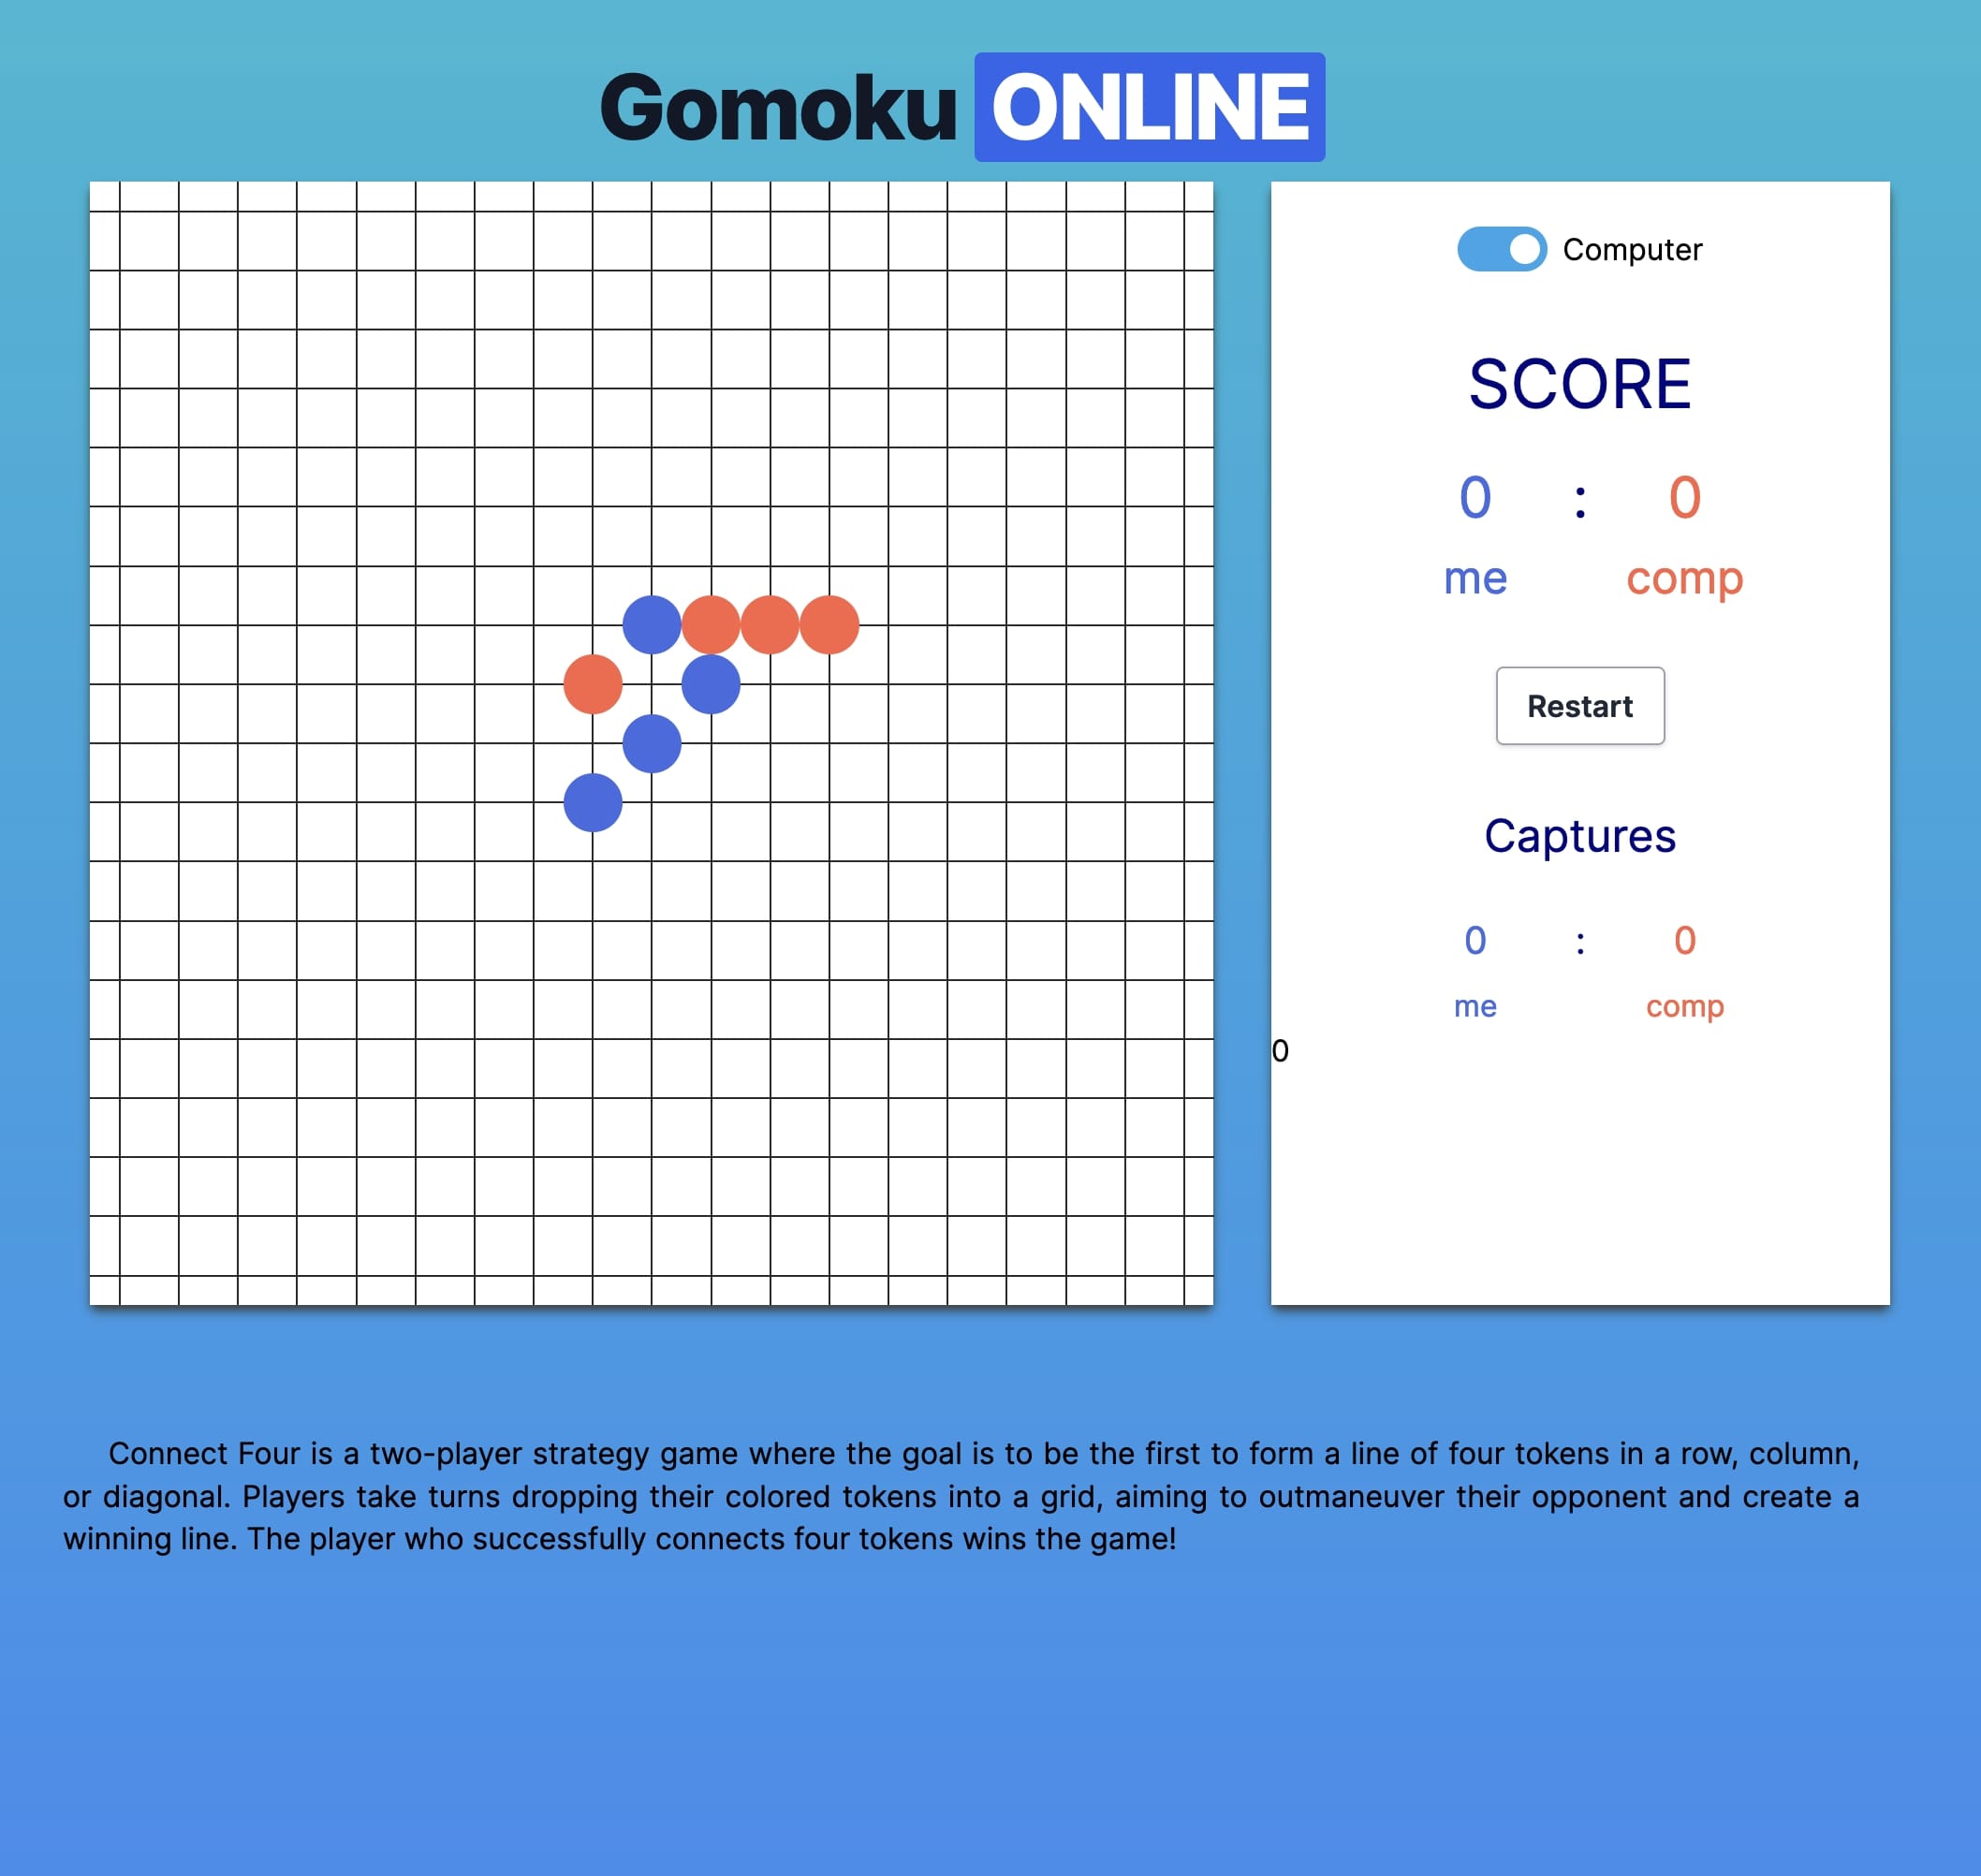 Gomoku ONLINE
Computer
SCORE
0 : 0
me comp
Restart
Captures
0 : 0
me comp
0
Connect Four is a two-player strategy game where the goal is to be the first to form a line of four tokens in a row, column,
or diagonal. Players take turns dropping their colored tokens into a grid, aiming to outmaneuver their opponent and create a
winning line. The player who successfully connects four tokens wins the game!